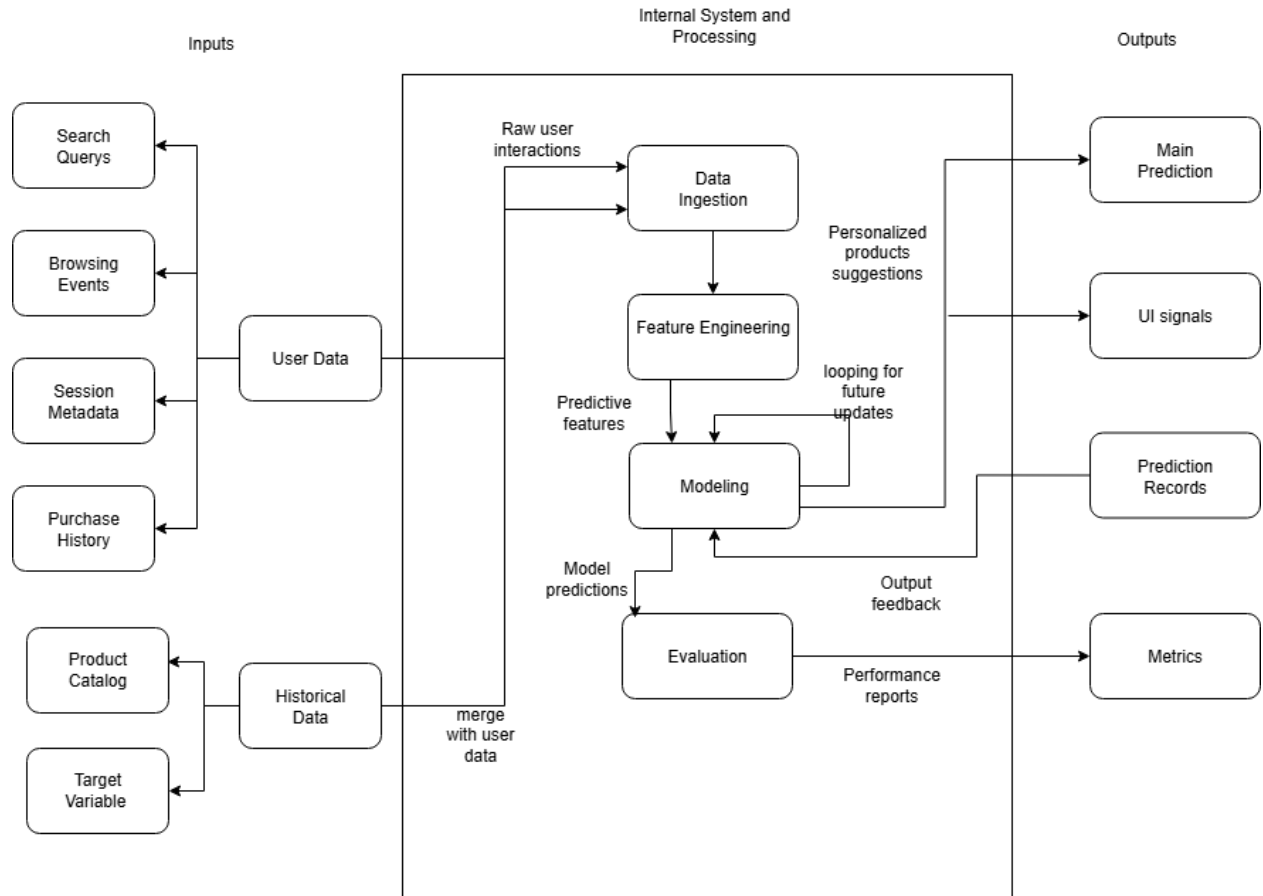 Inputs
Internal System and
Processing
Outputs
Search
Querys
Browsing
Events
Session
Metadata
Purchase
History
User Data
Product
Catalog
Target
Variable
Historical
Data
Raw user
interactions
merge
with user
data
Data
Ingestion
Feature Engineering
Predictive
features
looping for
future
updates
Modeling
Model
predictions
Evaluation
Personalized
products
suggestions
Output
feedback
Performance
reports
Main
Prediction
UI signals
Prediction
Records
Metrics